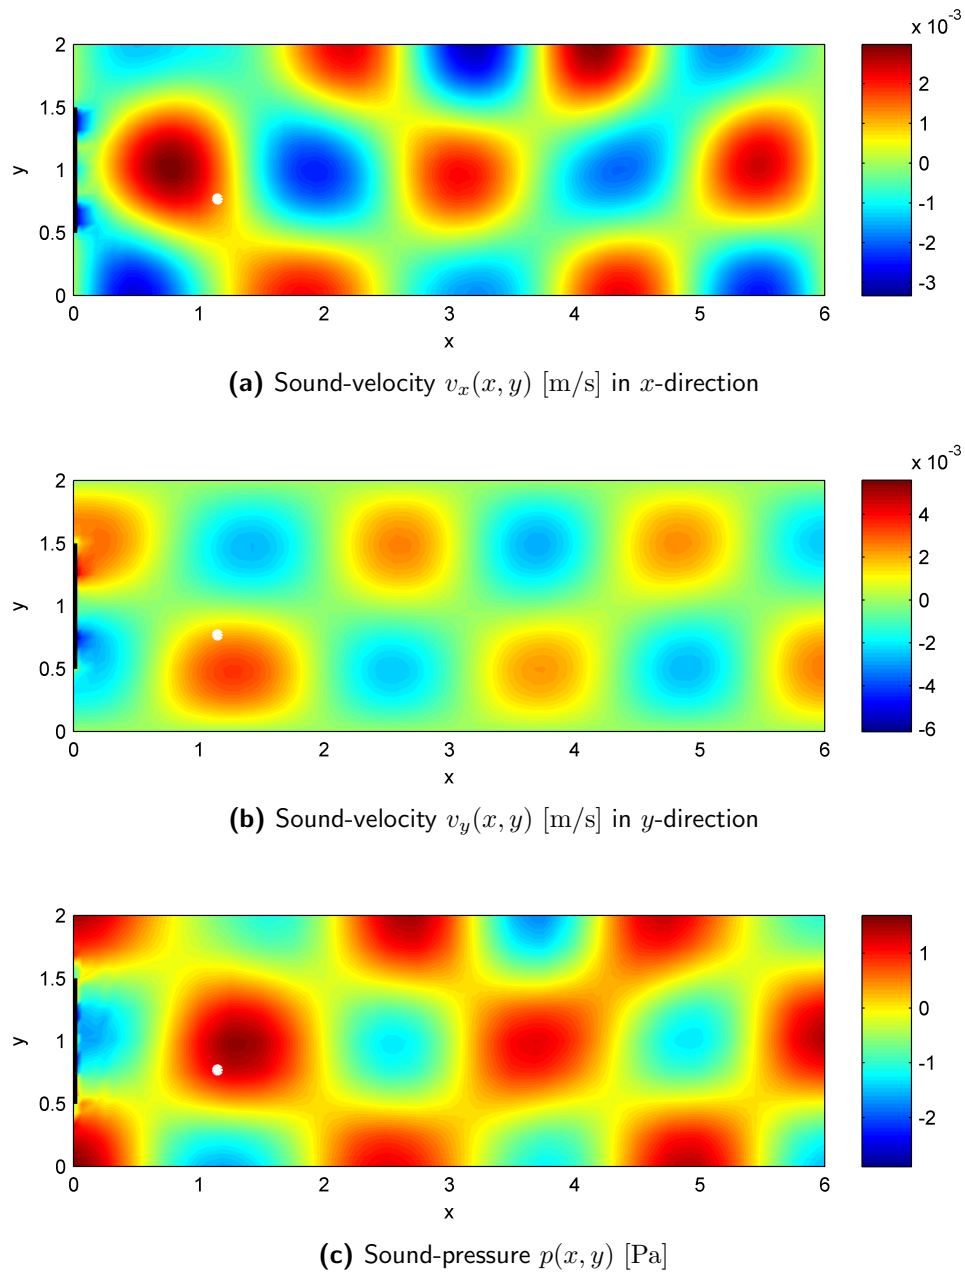 x 10⁻³
2
1.5
1
0.5
0
y
0 1 2 3 4 5 6
x
2
1
0
-1
-2
-3
(a) Sound-velocity v_x(x, y) [m/s] in x-direction
x 10⁻³
2
1.5
1
0.5
0
y
0 1 2 3 4 5 6
x
4
2
0
-2
-4
-6
(b) Sound-velocity v_y(x, y) [m/s] in y-direction
2
1.5
1
0.5
0
y
0 1 2 3 4 5 6
x
1
0
-1
-2
(c) Sound-pressure p(x, y) [Pa]